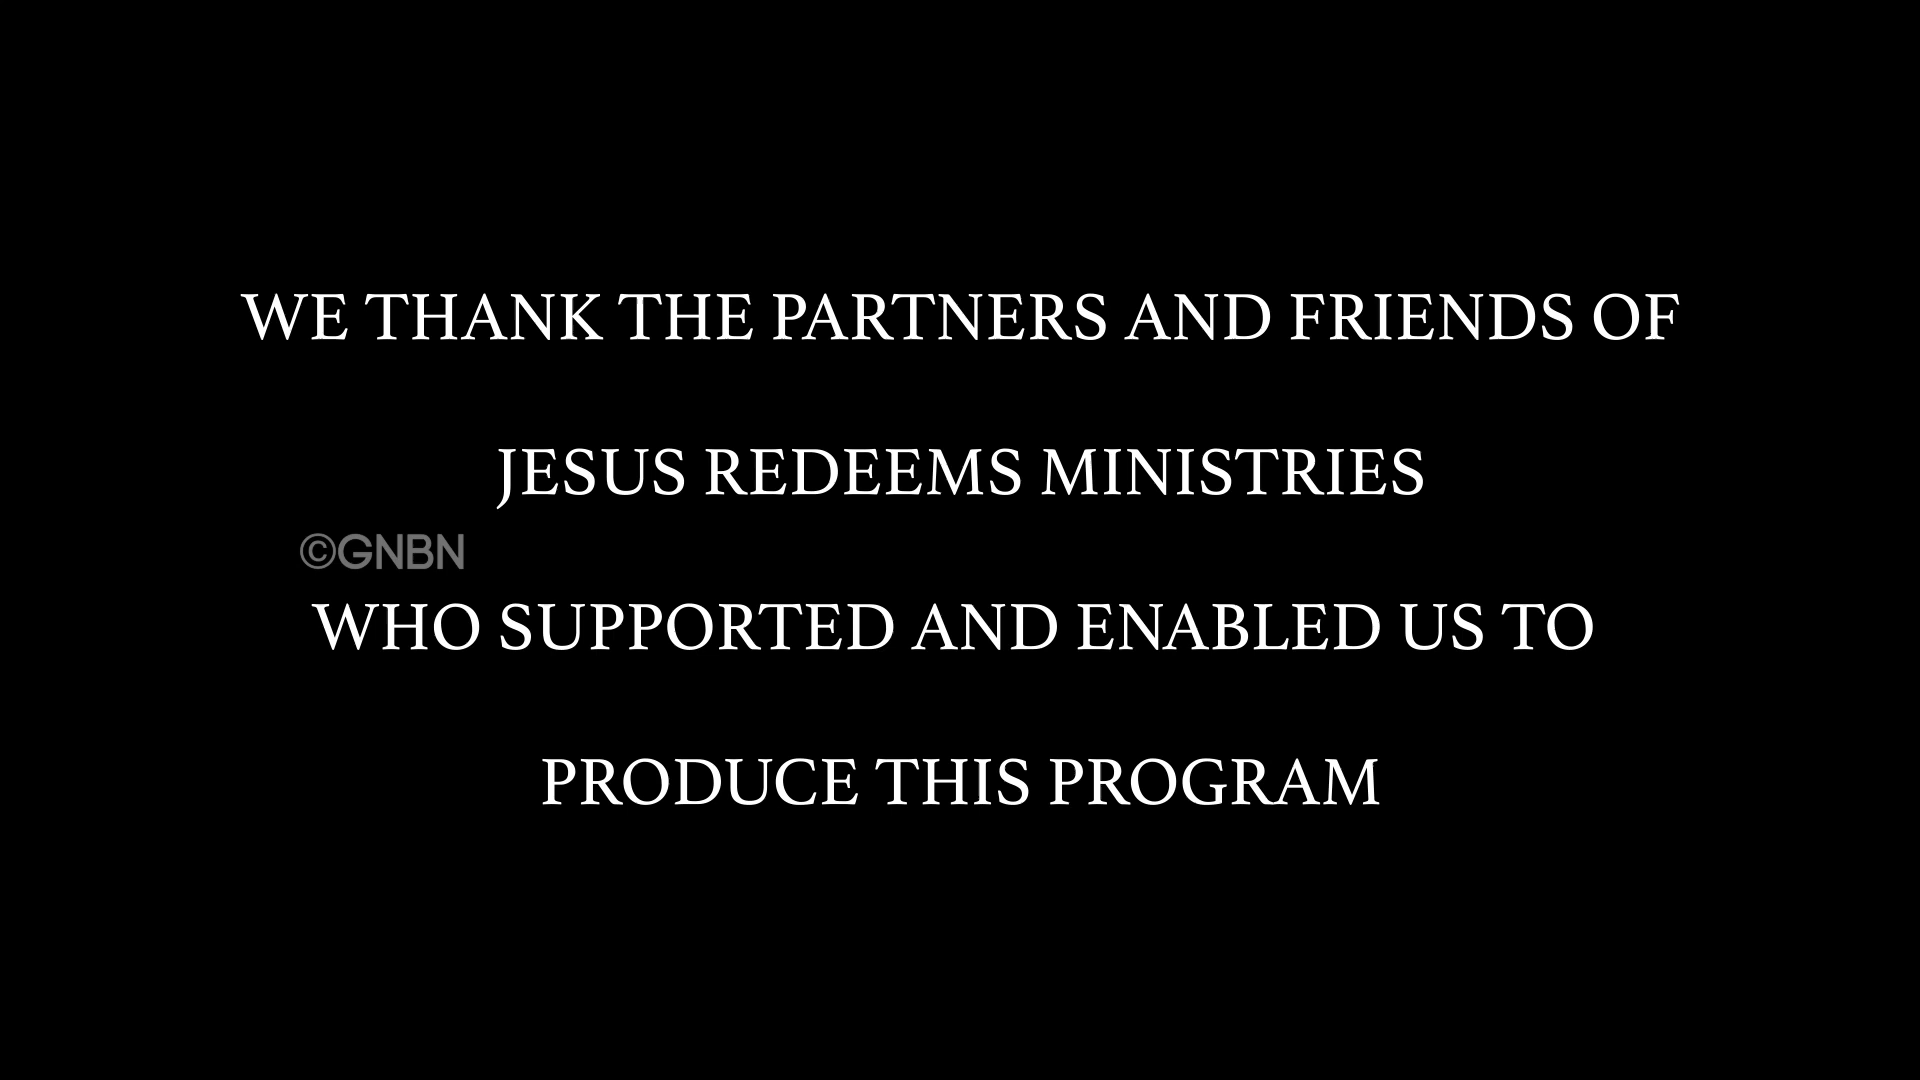 WE THANK THE PARTNERS AND FRIENDS OF
JESUS REDEEMS MINISTRIES
©GNBN
WHO SUPPORTED AND ENABLED US TO
PRODUCE THIS PROGRAM